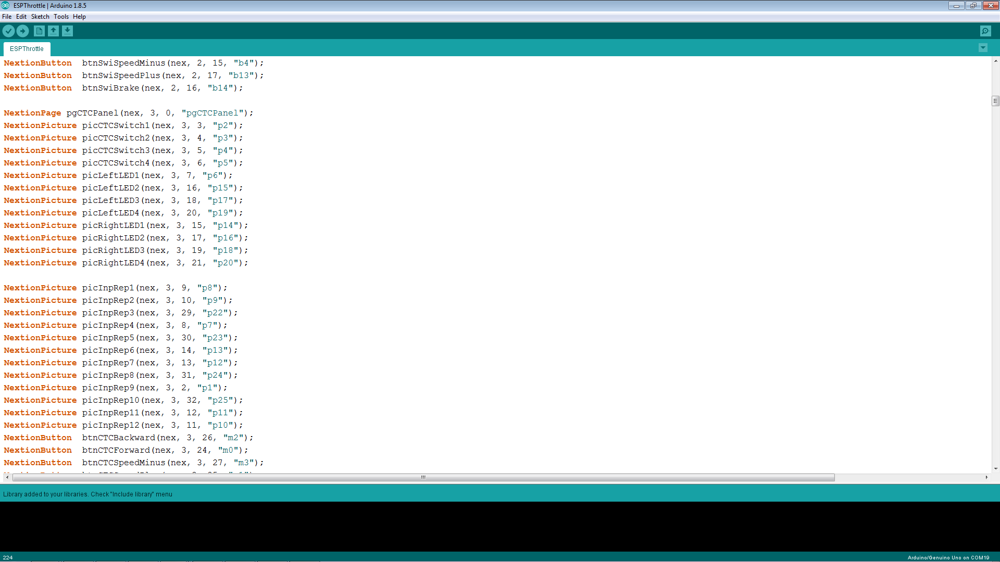 ESPThrottle | Arduino 1.8.5
File Edit Sketch Tools Help
ESPThrottle
NextionButton  btnSwiSpeedMinus(nex, 2, 15, "b4");
NextionButton  btnSwiSpeedPlus(nex, 2, 17, "b13");
NextionButton  btnSwiBrake(nex, 2, 16, "b14");
NextionPage pgCTCPanel(nex, 3, 0, "pgCTCPanel");
NextionPicture picCTCSwitch1(nex, 3, 3, "p2");
NextionPicture picCTCSwitch2(nex, 3, 4, "p3");
NextionPicture picCTCSwitch3(nex, 3, 5, "p4");
NextionPicture picCTCSwitch4(nex, 3, 6, "p5");
NextionPicture picLeftLED1(nex, 3, 7, "p6");
NextionPicture picLeftLED2(nex, 3, 16, "p15");
NextionPicture picLeftLED3(nex, 3, 18, "p17");
NextionPicture picLeftLED4(nex, 3, 20, "p19");
NextionPicture picRightLED1(nex, 3, 15, "p14");
NextionPicture picRightLED2(nex, 3, 17, "p16");
NextionPicture picRightLED3(nex, 3, 19, "p18");
NextionPicture picRightLED4(nex, 3, 21, "p20");
NextionPicture picInpRep1(nex, 3, 9, "p8");
NextionPicture picInpRep2(nex, 3, 10, "p9");
NextionPicture picInpRep3(nex, 3, 29, "p22");
NextionPicture picInpRep4(nex, 3, 8, "p7");
NextionPicture picInpRep5(nex, 3, 30, "p23");
NextionPicture picInpRep6(nex, 3, 14, "p13");
NextionPicture picInpRep7(nex, 3, 13, "p12");
NextionPicture picInpRep8(nex, 3, 31, "p24");
NextionPicture picInpRep9(nex, 3, 2, "p1");
NextionPicture picInpRep10(nex, 3, 32, "p25");
NextionPicture picInpRep11(nex, 3, 12, "p11");
NextionPicture picInpRep12(nex, 3, 11, "p10");
NextionButton  btnCTCBackward(nex, 3, 26, "m2");
NextionButton  btnCTCForward(nex, 3, 24, "m0");
NextionButton  btnCTCSpeedMinus(nex, 3, 27, "m3");
Library added to your libraries. Check "Include library" menu
224
Arduino/Genuino Uno on COM19